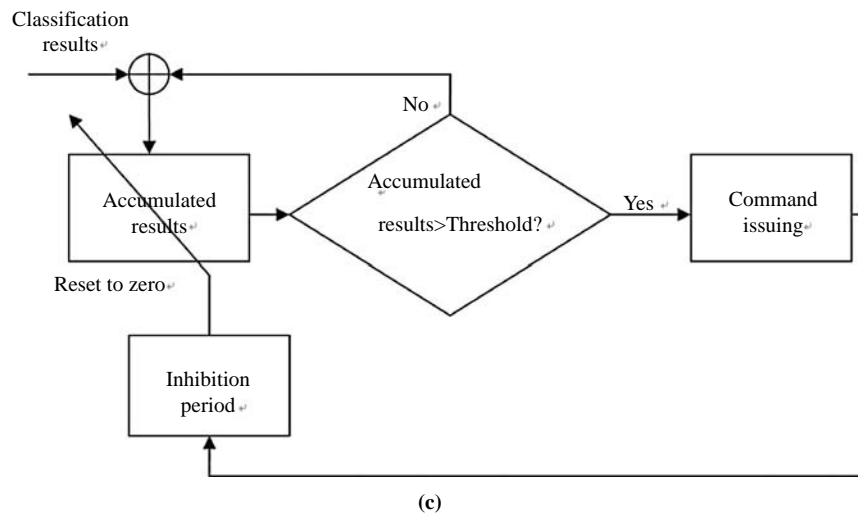 Classification
results
No
Accumulated
results
Accumulated
results>Threshold?
Yes
Command
issuing
Reset to zero
Inhibition
period
(c)